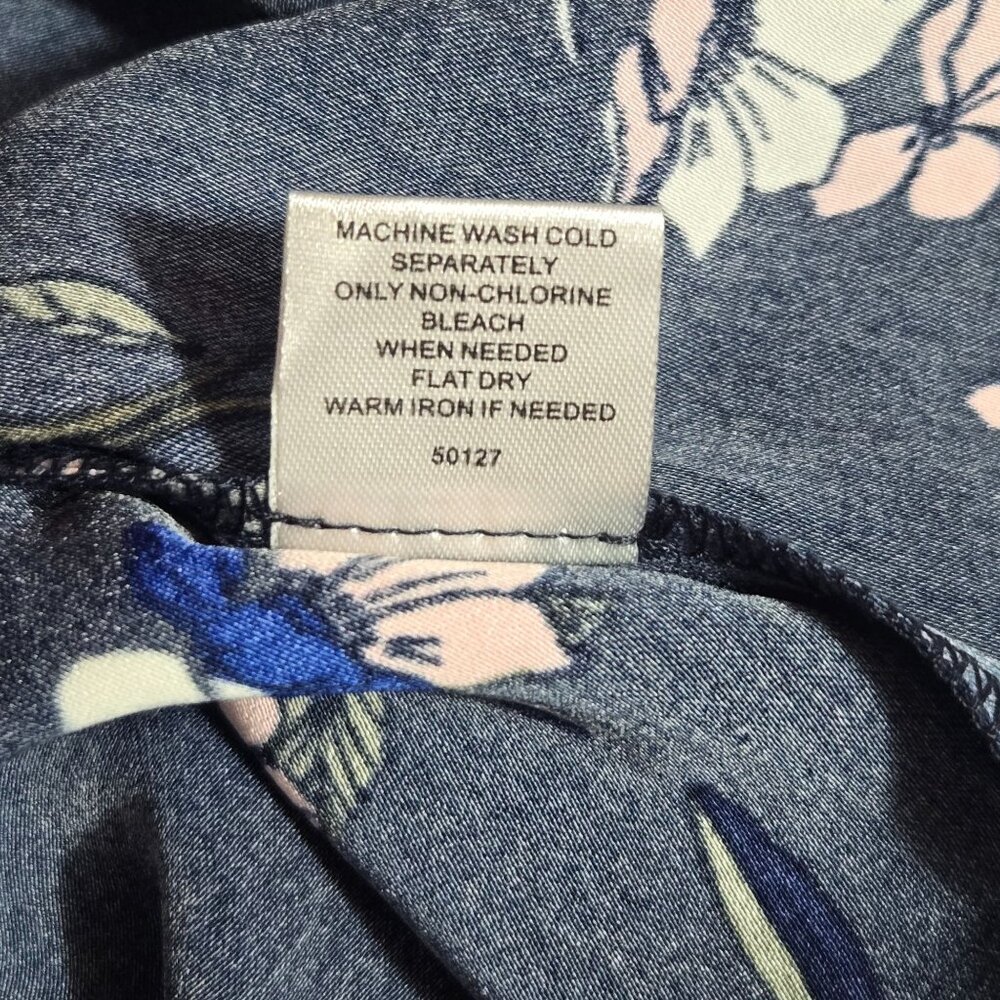 MACHINE WASH COLD
SEPARATELY
ONLY NON-CHLORINE
BLEACH
WHEN NEEDED
FLAT DRY
WARM IRON IF NEEDED
50127